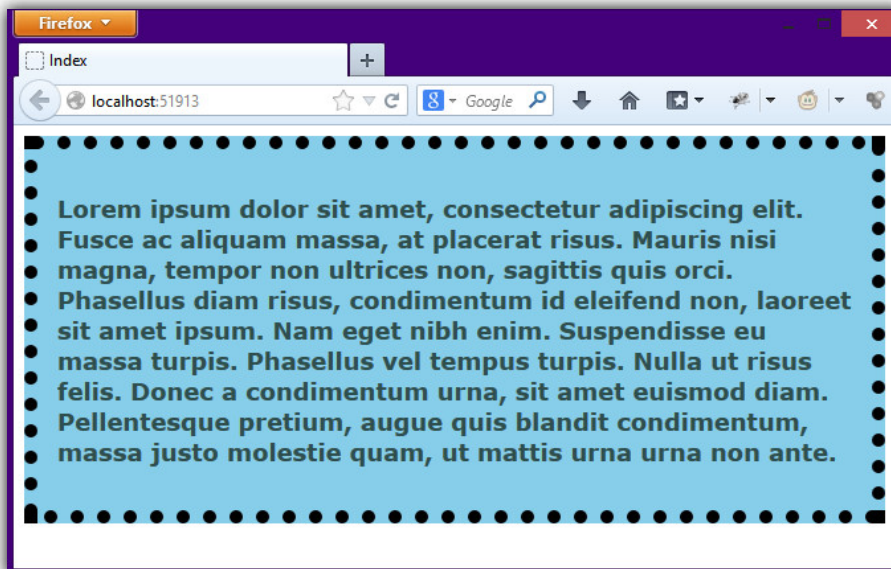 Firefox
Index
localhost:51913
8 Google
Lorem ipsum dolor sit amet, consectetur adipiscing elit.
Fusce ac aliquam massa, at placerat risus. Mauris nisi
magna, tempor non ultrices non, sagittis quis orci.
Phasellus diam risus, condimentum id eleifend non, laoreet
sit amet ipsum. Nam eget nibh enim. Suspendisse eu
massa turpis. Phasellus vel tempus turpis. Nulla ut risus
felis. Donec a condimentum urna, sit amet euismod diam.
Pellentesque pretium, augue quis blandit condimentum,
massa justo molestie quam, ut mattis urna urna non ante.